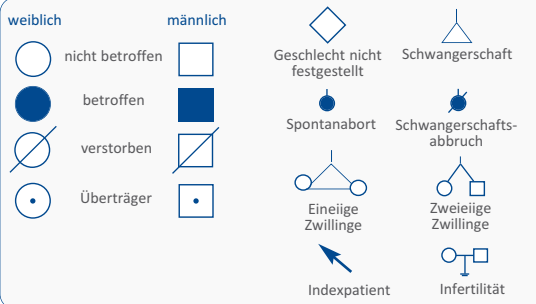 weiblich
männlich
nicht betroffen
betroffen
verstorben
Überträger
Geschlecht nicht
festgestellt
Schwangerschaft
Spontanabort
Schwangerschafts-
abbruch
Eineiige
Zwillinge
Zweieiige
Zwillinge
Indexpatient
Infertilität